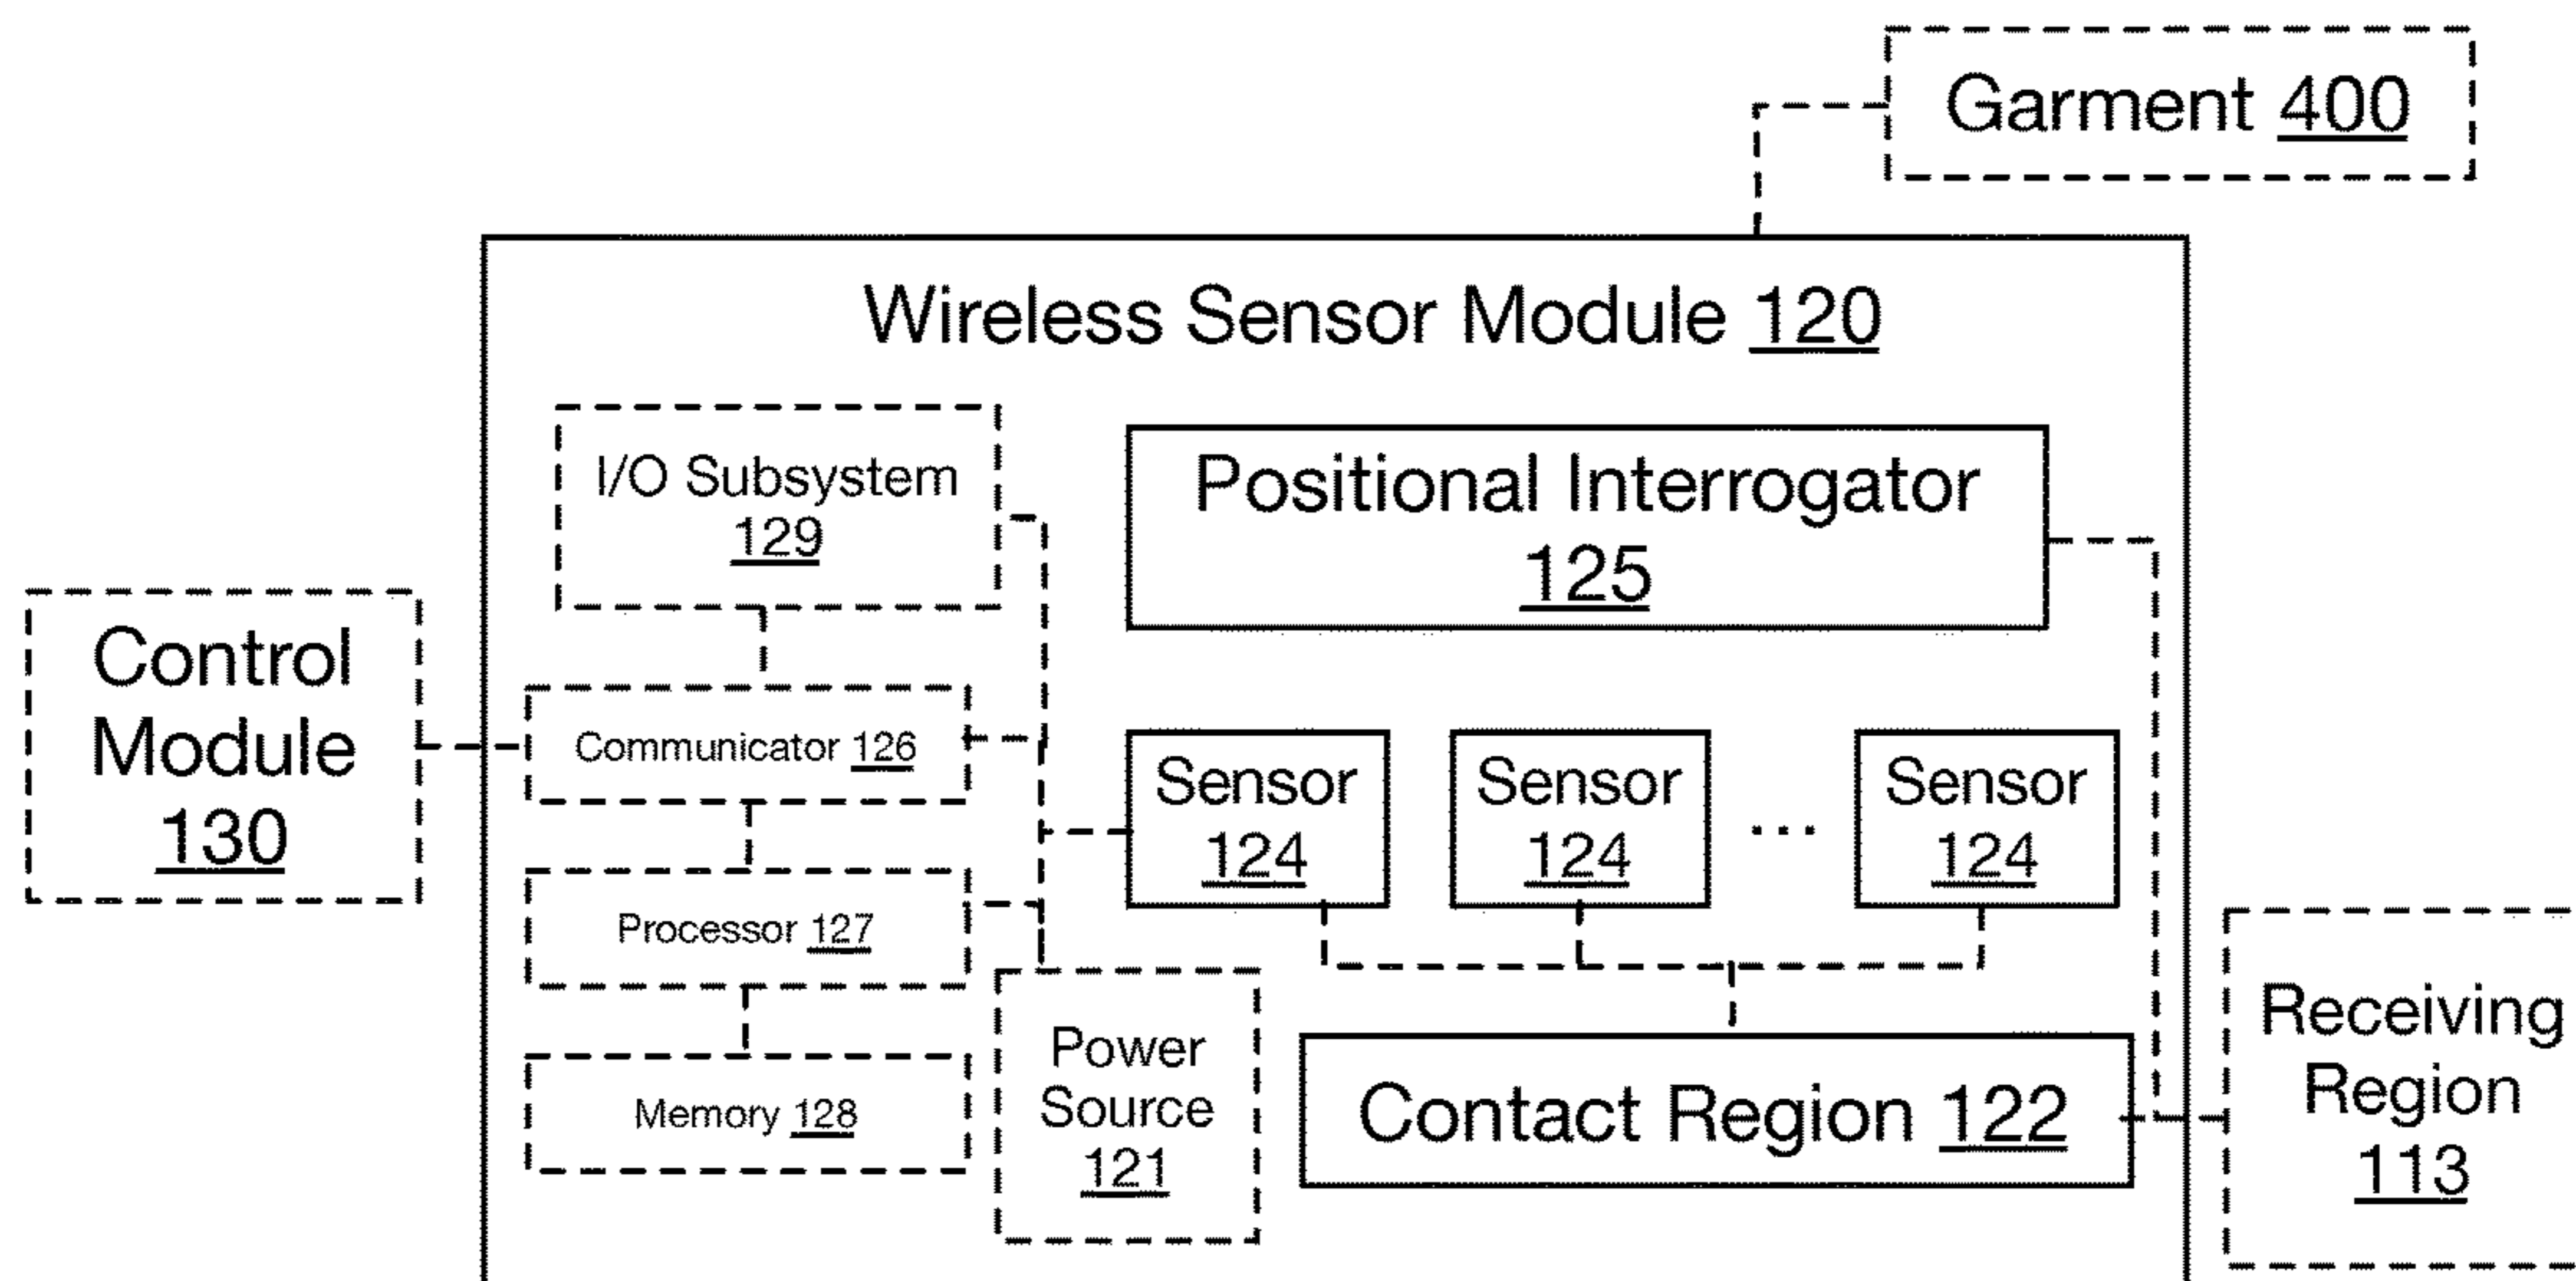 Garment 400
Wireless Sensor Module 120
I/O Subsystem
129
Positional Interrogator
125
Control
Module
130
Communicator 126
Sensor
124
Sensor
124
...
Sensor
124
Processor 127
Memory 128
Power
Source
121
Contact Region 122
Receiving
Region
113